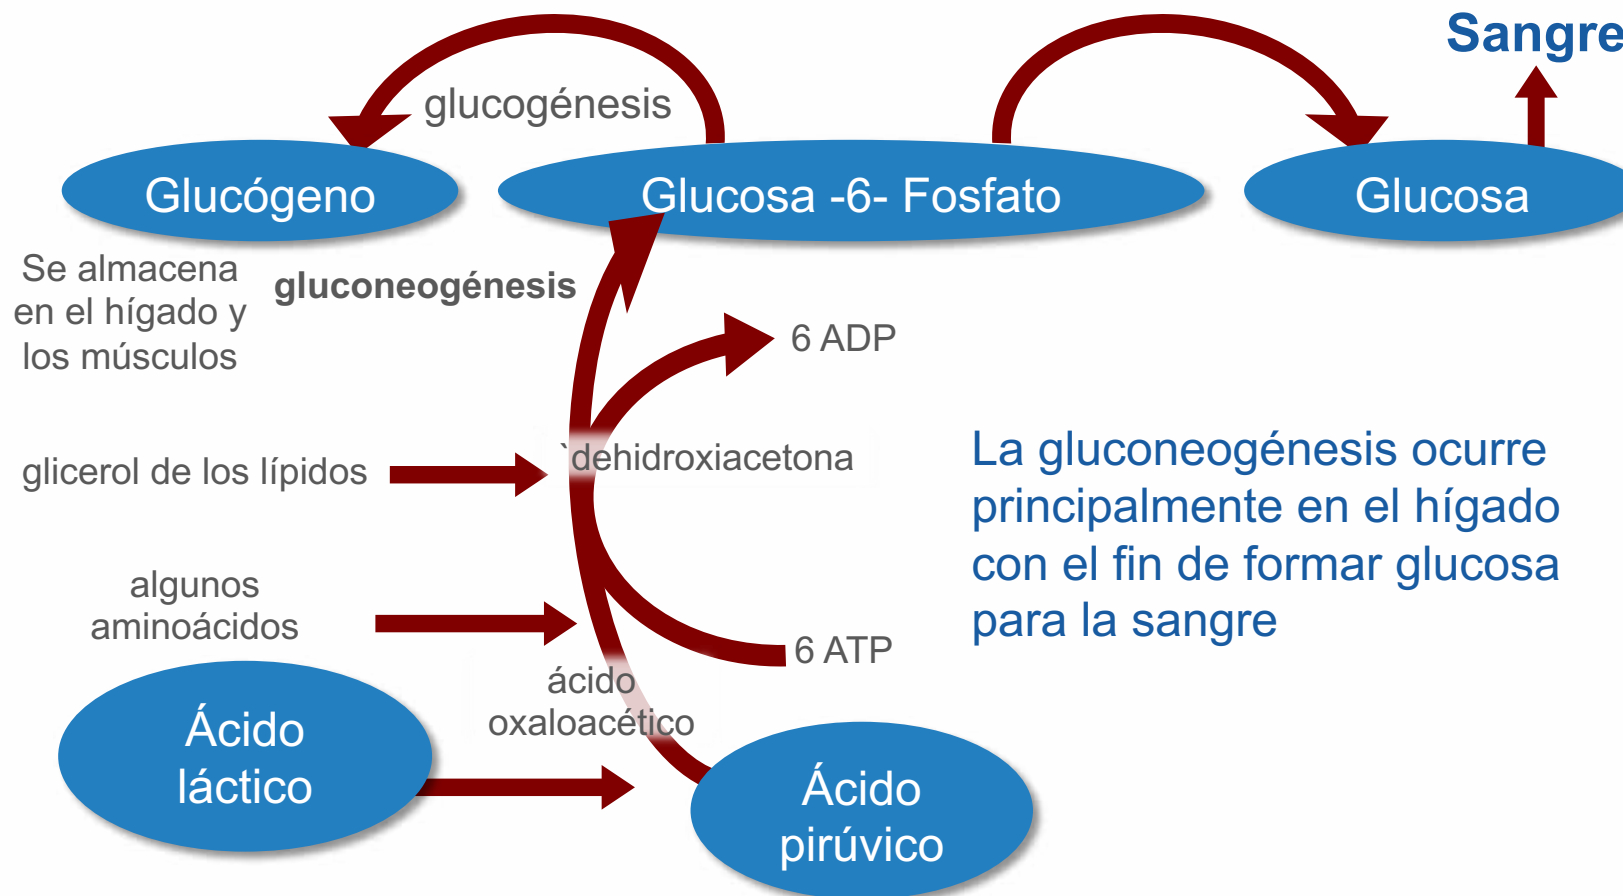 Sangre
glucogénesis
Glucógeno
Glucosa -6- Fosfato
Glucosa
Se almacena
en el hígado y
los músculos
gluconeogénesis
6 ADP
glicerol de los lípidos
`dehidroxiacetona
La gluconeogénesis ocurre
principalmente en el hígado
con el fin de formar glucosa
para la sangre
algunos
aminoácidos
6 ATP
ácido
oxaloacético
Ácido
láctico
Ácido
pirúvico